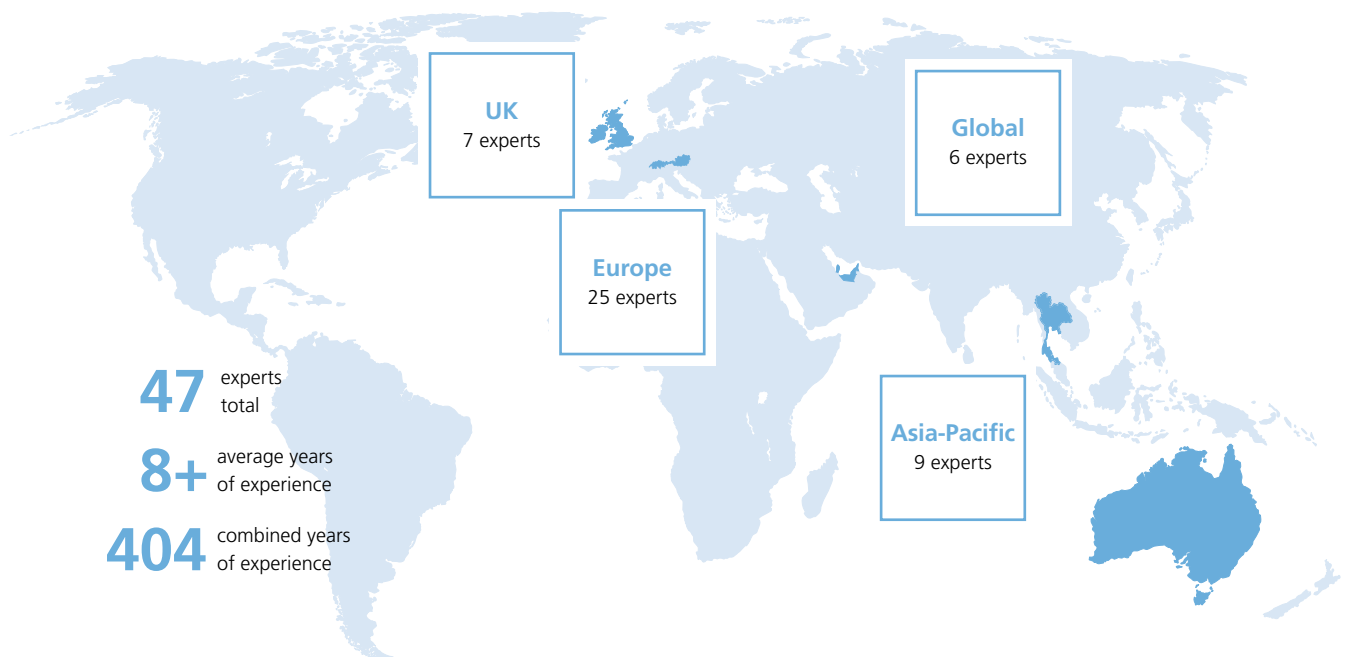 UK
7 experts
Global
6 experts
Europe
25 experts
Asia-Pacific
9 experts
47 experts
total
8+ average years
of experience
404 combined years
of experience